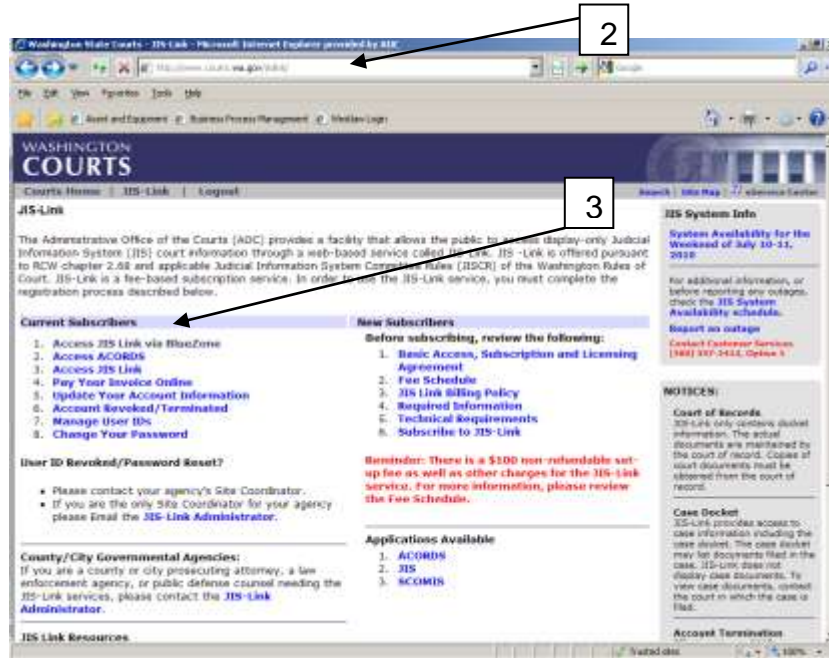 2
Washington State Courts - JIS-Link - Microsoft Internet Explorer provided by AOC
Google
File Edit View Favorites Tools Help
Asset and Equipment Business Process Management Login
WASHINGTON
COURTS
Courts Home | JIS-Link | Logout
Search | Site Map | eService Center
3
JIS-Link
The Administrative Office of the Courts (AOC) provides a facility that allows the public to access display-only Judicial
Information System (JIS) court information through a web-based service called JIS-Link. JIS -Link is offered pursuant
to RCW chapter 2.68 and applicable Judicial Information System Committee Rules (JISCR) of the Washington Rules of
Court. JIS-Link is a fee-based subscription service. In order to use the JIS-Link service, you must complete the
registration process described below.
Current Subscribers
1. Access JIS Link via BlueZone
2. Access ACORDS
3. Access JIS Link
4. Pay Your Invoice Online
5. Update Your Account Information
6. Account Revoked/Terminated
7. Manage User IDs
8. Change Your Password
User ID Revoked/Password Reset?
• Please contact your agency's Site Coordinator.
• If you are the only Site Coordinator for your agency
please Email the JIS-Link Administrator.
County/City Governmental Agencies:
If you are a county or city prosecuting attorney, a law
enforcement agency, or public defense counsel needing the
JIS-Link services, please contact the JIS-Link
Administrator.
JIS Link Resources
New Subscribers
Before subscribing, review the following:
1. Basic Access, Subscription and Licensing
Agreement
2. Fee Schedule
3. JIS Link Billing Policy
4. Required Information
5. Technical Requirements
6. Subscribe to JIS-Link
Reminder: There is a $100 non-refundable set-
up fee as well as other charges for the JIS-Link
service. For more information, please review
the Fee Schedule.
Applications Available
1. ACORDS
2. JIS
3. SCOMIS
JIS System Info
System Availability for the
Weekend of July 10-11,
2010
For additional information, or
before reporting any outages,
check the JIS System
Availability schedule.
Report an outage
Contact Customer Services
Option
NOTICES:
Court of Records
JIS-Link only contains docket
information. The actual
documents are maintained by
the court of record. Copies of
court documents must be
obtained from the court of
record.
Case Docket
JIS-Link provides access to
case information including the
case docket. The case docket
may list documents filed in the
case. JIS-Link does not
display case documents. To
view case documents, contact
the court in which the case is
filed.
Account Termination
Trusted sites
100%